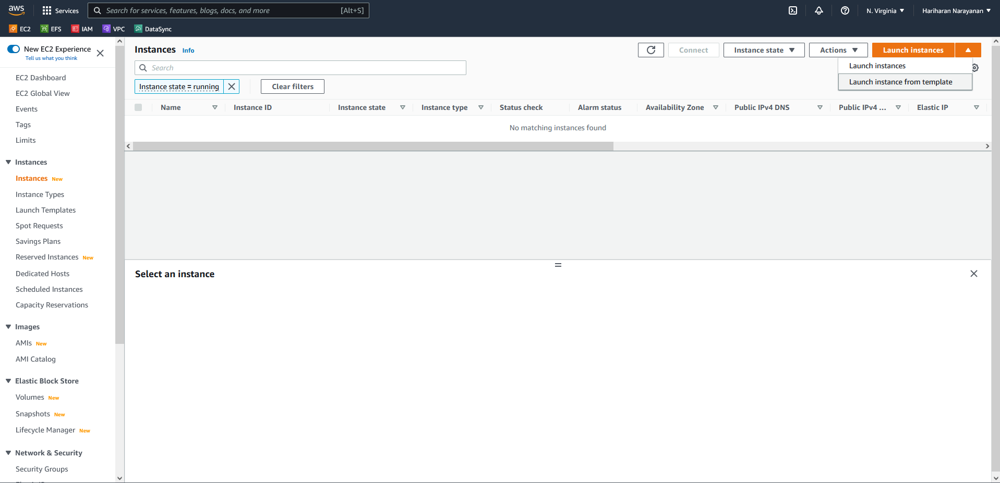 aws
Services
Search for services, features, blogs, docs, and more
[Alt+S]
N. Virginia
Hariharan Narayanan
EC2
EFS
IAM
VPC
DataSync
New EC2 Experience
Tell us what you think
EC2 Dashboard
EC2 Global View
Events
Tags
Limits
Instances
Instances New
Instance Types
Launch Templates
Spot Requests
Savings Plans
Reserved Instances New
Dedicated Hosts
Scheduled Instances
Capacity Reservations
Images
AMIs New
AMI Catalog
Elastic Block Store
Volumes New
Snapshots New
Lifecycle Manager New
Network & Security
Security Groups
Instances Info
Connect
Instance state
Actions
Launch instances
Launch instances
Launch instance from template
Search
Instance state = running
Clear filters
Name
Instance ID
Instance state
Instance type
Status check
Alarm status
Availability Zone
Public IPv4 DNS
Public IPv4 ...
Elastic IP
No matching instances found
Select an instance